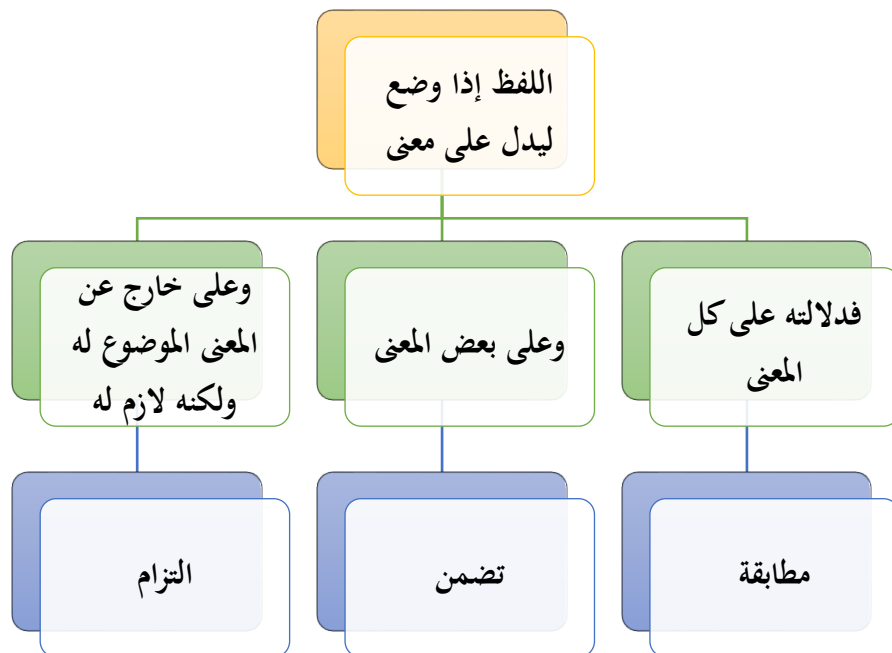 اللفظ إذا وضع
ليدل على معنى
فدلالته على كل
المعنى
وعلى بعض المعنى
وعلى خارج عن
المعنى الموضوع له
ولكنه لازم له
مطابقة
تضمن
التزام